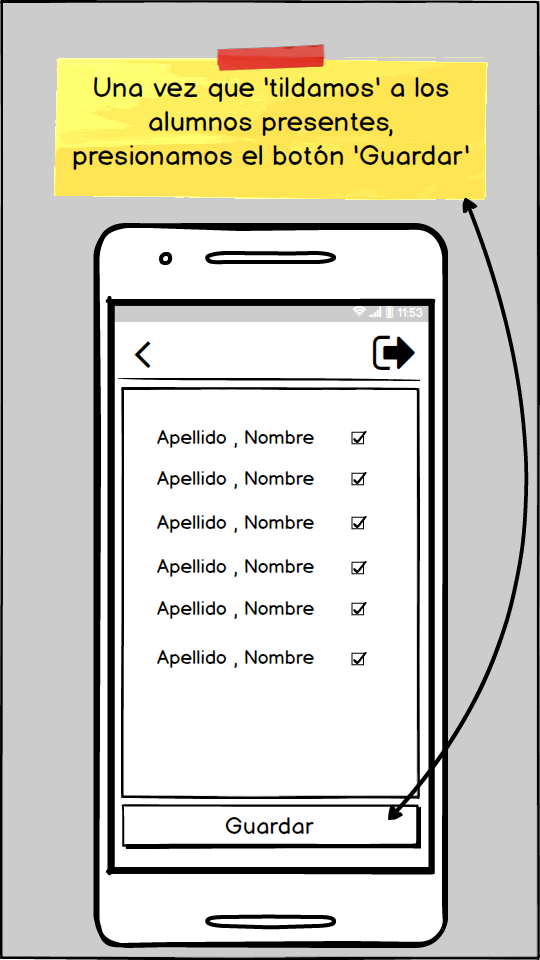 Una vez que 'tildamos' a los
alumnos presentes,
presionamos el botón 'Guardar'
11:53
Apellido , Nombre
Apellido , Nombre
Apellido , Nombre
Apellido , Nombre
Apellido , Nombre
Apellido , Nombre
Guardar